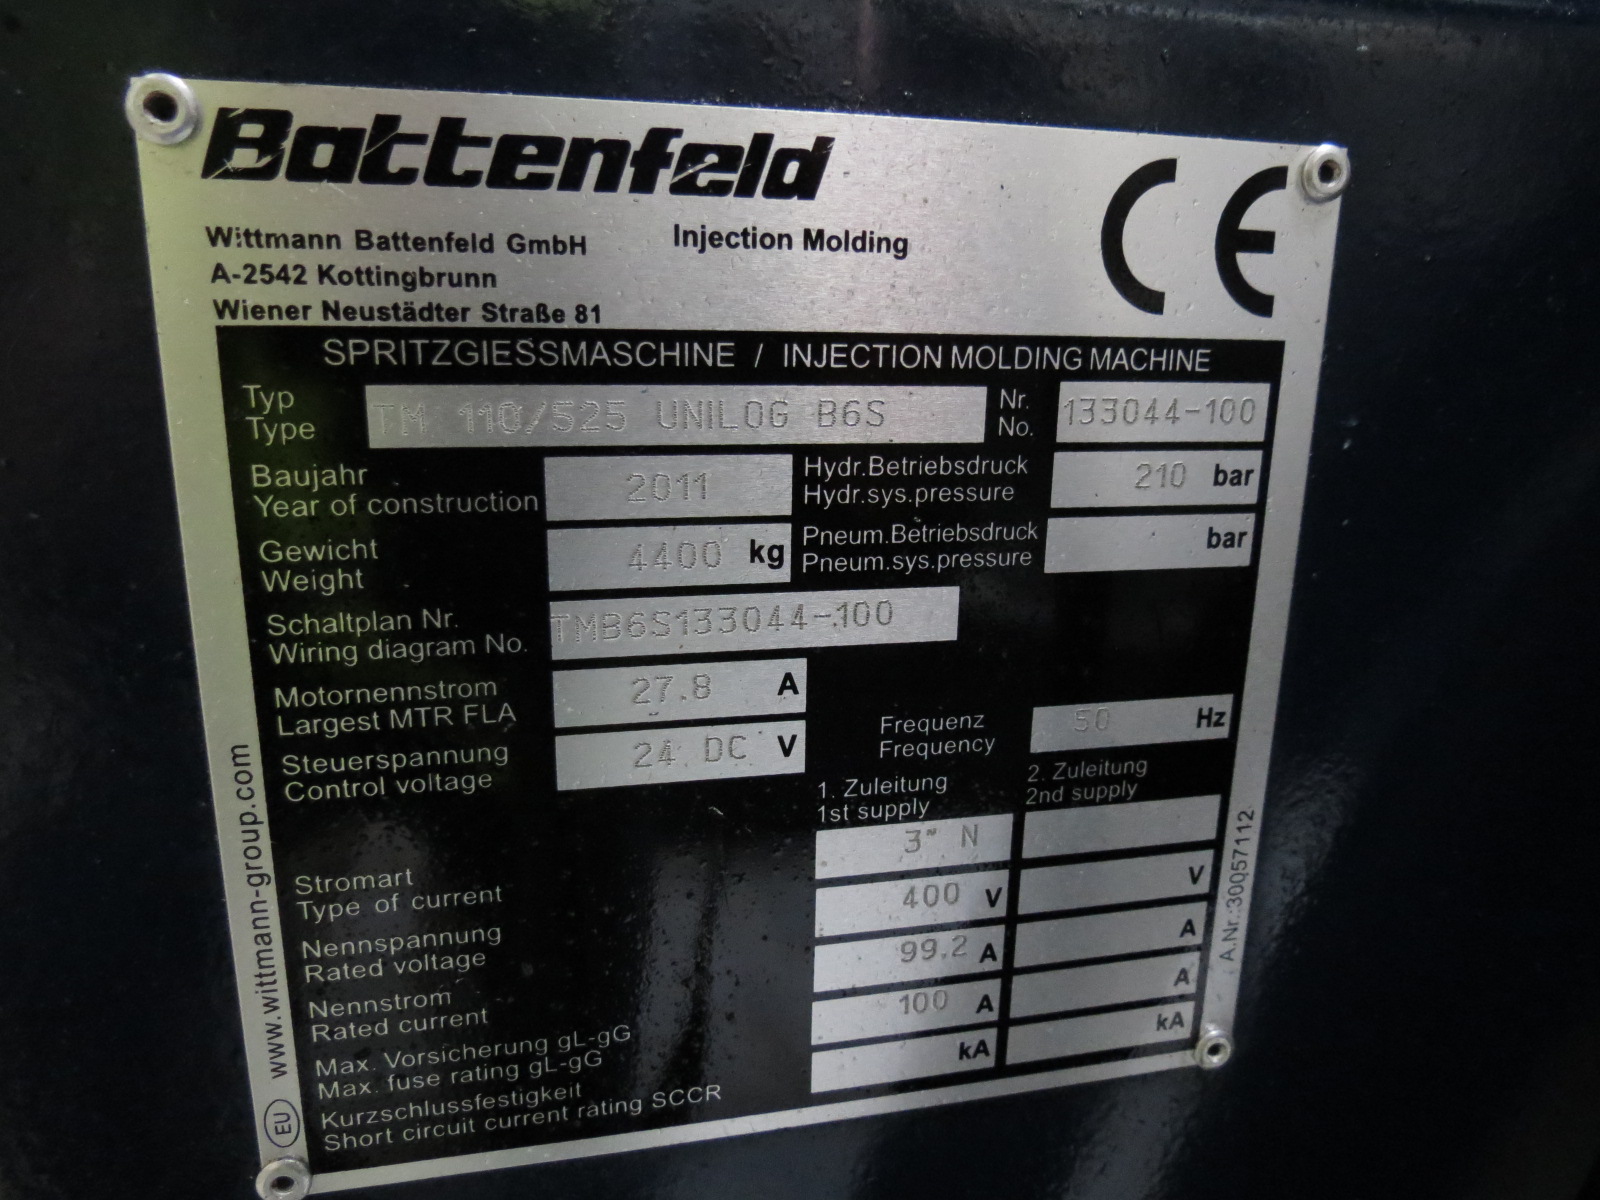 Battenfeld
CE
Wittmann Battenfeld GmbH Injection Molding
A-2542 Kottingbrunn
Wiener Neustädter Straße 81
SPRITZGIESSMASCHINE / INJECTION MOLDING MACHINE
Typ
Type
TM 110/525 UNILOG B6S
Nr.
No.
133044-100
Baujahr
Year of construction
2011
Hydr.Betriebsdruck
Hydr.sys.pressure
210 bar
Gewicht
Weight
4400 kg
Pneum.Betriebsdruck
Pneum.sys.pressure
bar
Schaltplan Nr.
Wiring diagram No.
TMB6S133044-100
Motornennstrom
Largest MTR FLA
27.8 A
Frequenz
Frequency
50 Hz
Steuerspannung
Control voltage
24 DC V
1. Zuleitung
1st supply
2. Zuleitung
2nd supply
Stromart
Type of current
3~ N
Nennspannung
Rated voltage
400 V
V
Nennstrom
Rated current
99.2 A
A
Max. Vorsicherung gL-gG
Max. fuse rating gL-gG
100 A
A
Kurzschlussfestigkeit
Short circuit current rating SCCR
kA
kA
www.wittmann-group.com
EU
A.Nr.:30Q57112